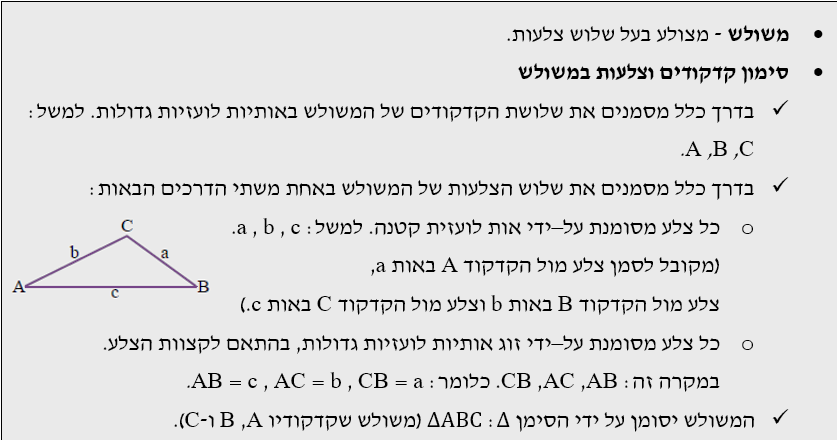 • משולש - מצולע בעל שלוש צלעות.
• סימון קדקודים וצלעות במשולש
✓ בדרך כלל מסמנים את שלושת הקדקודים של המשולש באותיות לועזיות גדולות. למשל:
A ,B ,C.
✓ בדרך כלל מסמנים את שלוש הצלעות של המשולש באחת משתי הדרכים הבאות:
o כל צלע מסומנת על–ידי אות לועזית קטנה. למשל: a , b , c.
(מקובל לסמן צלע מול הקדקוד A באות a,
צלע מול הקדקוד B באות b וצלע מול הקדקוד C באות c.)
o כל צלע מסומנת על–ידי זוג אותיות לועזיות גדולות, בהתאם לקצוות הצלע.
במקרה זה: CB ,AC ,AB. כלומר: AB = c , AC = b , CB = a.
✓ המשולש יסומן על ידי הסימן Δ: ΔABC (משולש שקדקודיו A, B ו-C).
C
b
a
A
c
B